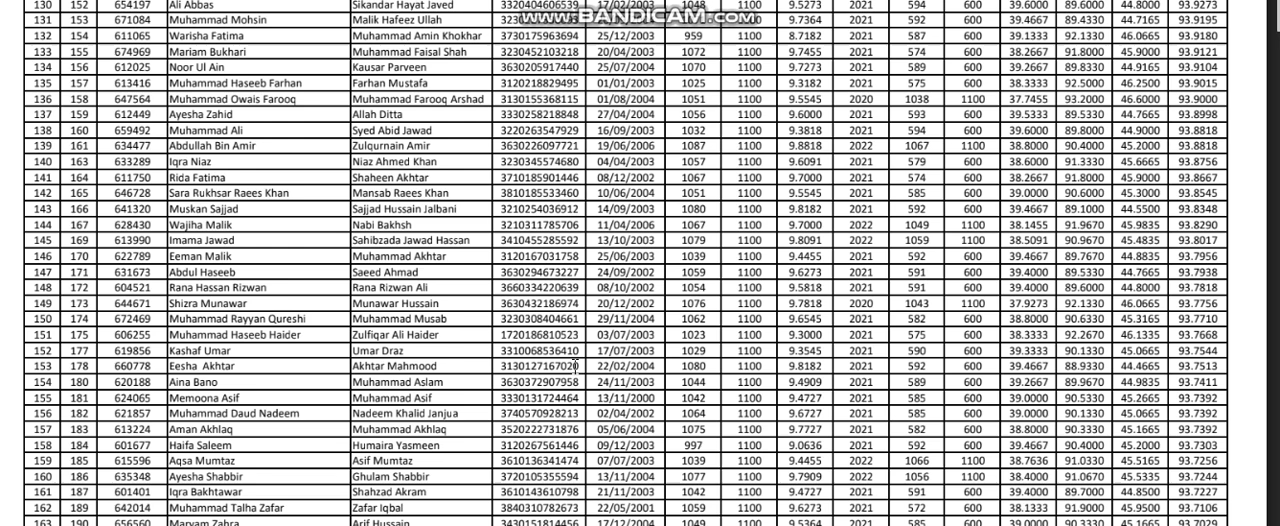 130 152 654197 Ali Abbas Sikandar Hayat Javed 3320404606539 17/02/2003 1048 1100 9.5273 2021 594 600 39.6000 89.6000 44.8000 93.9273
www.BANDICAM.com
131 153 671084 Muhammad Mohsin Malik Hafeez Ullah 9.7364 2021 592 600 39.4667 89.4330 44.7165 93.9195
132 154 611065 Warisha Fatima Muhammad Amin Khokhar 3730175963694 25/12/2003 959 1100 8.7182 2021 587 600 39.1333 92.1330 46.0665 93.9180
133 155 674969 Mariam Bukhari Muhammad Faisal Shah 3230452103218 20/04/2003 1072 1100 9.7455 2021 574 600 38.2667 91.8000 45.9000 93.9121
134 156 612025 Noor Ul Ain Kausar Parveen 3630205917440 25/07/2004 1070 1100 9.7273 2021 589 600 39.2667 89.8330 44.9165 93.9104
135 157 613416 Muhammad Haseeb Farhan Farhan Mustafa 3120218829495 01/01/2003 1025 1100 9.3182 2021 575 600 38.3333 92.5000 46.2500 93.9015
136 158 647564 Muhammad Owais Farooq Muhammad Farooq Arshad 3130155368115 01/08/2004 1051 1100 9.5545 2020 1038 1100 37.7455 93.2000 46.6000 93.9000
137 159 612449 Ayesha Zahid Allah Ditta 3330258218848 27/04/2004 1056 1100 9.6000 2021 593 600 39.5333 89.5330 44.7665 93.8998
138 160 659492 Muhammad Ali Syed Abid Jawad 3220263547929 16/09/2003 1032 1100 9.3818 2021 594 600 39.6000 89.8000 44.9000 93.8818
139 161 634477 Abdullah Bin Amir Zulqurnain Amir 3630226097721 19/06/2006 1087 1100 9.8818 2022 1067 1100 38.8000 90.4000 45.2000 93.8818
140 163 633289 Iqra Niaz Niaz Ahmed Khan 3230345574680 04/04/2003 1057 1100 9.6091 2021 579 600 38.6000 91.3330 45.6665 93.8756
141 164 611750 Rida Fatima Shaheen Akhtar 3710185901446 08/12/2002 1067 1100 9.7000 2021 574 600 38.2667 91.8000 45.9000 93.8667
142 165 646728 Sara Rukhsar Raees Khan Mansab Raees Khan 3810185533460 10/06/2004 1051 1100 9.5545 2021 585 600 39.0000 90.6000 45.3000 93.8545
143 166 641320 Muskan Sajjad Sajjad Hussain Jalbani 3210254036912 14/09/2003 1080 1100 9.8182 2021 592 600 39.4667 89.1000 44.5500 93.8348
144 167 628430 Wajiha Malik Nabi Bakhsh 3210311785706 11/04/2006 1067 1100 9.7000 2022 1049 1100 38.1455 91.9670 45.9835 93.8290
145 169 613990 Imama Jawad Sahibzada Jawad Hassan 3410455285592 13/10/2003 1079 1100 9.8091 2022 1059 1100 38.5091 90.9670 45.4835 93.8017
146 170 622789 Eeman Malik Muhammad Akhtar 3120167031758 25/06/2003 1039 1100 9.4455 2021 592 600 39.4667 89.7670 44.8835 93.7956
147 171 631673 Abdul Haseeb Saeed Ahmad 3630294673227 24/09/2002 1059 1100 9.6273 2021 591 600 39.4000 89.5330 44.7665 93.7938
148 172 604521 Rana Hassan Rizwan Rana Rizwan Ali 3660334220639 08/10/2002 1054 1100 9.5818 2021 591 600 39.4000 89.6000 44.8000 93.7818
149 173 644671 Shizra Munawar Munawar Hussain 3630432186974 20/12/2002 1076 1100 9.7818 2020 1043 1100 37.9273 92.1330 46.0665 93.7756
150 174 672469 Muhammad Rayyan Qureshi Muhammad Musab 3230308404661 29/11/2004 1062 1100 9.6545 2021 582 600 38.8000 90.6330 45.3165 93.7710
151 175 606255 Muhammad Haseeb Haider Zulfiqar Ali Haider 1720186810523 03/07/2003 1023 1100 9.3000 2021 575 600 38.3333 92.2670 46.1335 93.7668
152 177 619856 Kashaf Umar Umar Draz 3310068536410 17/07/2003 1029 1100 9.3545 2021 590 600 39.3333 90.1330 45.0665 93.7544
153 178 660778 Eesha Akhtar Akhtar Mahmood 3130127167020 22/02/2004 1080 1100 9.8182 2021 592 600 39.4667 88.9330 44.4665 93.7513
154 180 620188 Aina Bano Muhammad Aslam 3630372907958 24/11/2003 1044 1100 9.4909 2021 589 600 39.2667 89.9670 44.9835 93.7411
155 181 624065 Memoona Asif Muhammad Asif 3330131724464 13/11/2000 1042 1100 9.4727 2021 585 600 39.0000 90.5330 45.2665 93.7392
156 182 621857 Muhammad Daud Nadeem Nadeem Khalid Janjua 3740570928213 02/04/2002 1064 1100 9.6727 2021 585 600 39.0000 90.1330 45.0665 93.7392
157 183 613224 Aman Akhlaq Muhammad Akhlaq 3520222731876 05/06/2004 1075 1100 9.7727 2021 582 600 38.8000 90.3330 45.1665 93.7392
158 184 601677 Haifa Saleem Humaira Yasmeen 3120267561446 09/12/2003 997 1100 9.0636 2021 592 600 39.4667 90.4000 45.2000 93.7303
159 185 615596 Aqsa Mumtaz Asif Mumtaz 3610136341474 07/07/2003 1039 1100 9.4455 2022 1066 1100 38.7636 91.0330 45.5165 93.7256
160 186 635348 Ayesha Shabbir Ghulam Shabbir 3720105355594 13/11/2004 1077 1100 9.7909 2022 1056 1100 38.4000 91.0670 45.5335 93.7244
161 187 601401 Iqra Bakhtawar Shahzad Akram 3610143610798 21/11/2003 1042 1100 9.4727 2021 591 600 39.4000 89.7000 44.8500 93.7227
162 189 642014 Muhammad Talha Zafar Zafar Iqbal 3840310782673 22/05/2001 1059 1100 9.6273 2021 572 600 38.1333 91.9000 45.9500 93.7106
163 190 656560 Maryam Zahra Arif Hussain 3430151814456 17/12/2004 1049 1100 9.5364 2021 585 600 39.0000 90.3330 45.1665